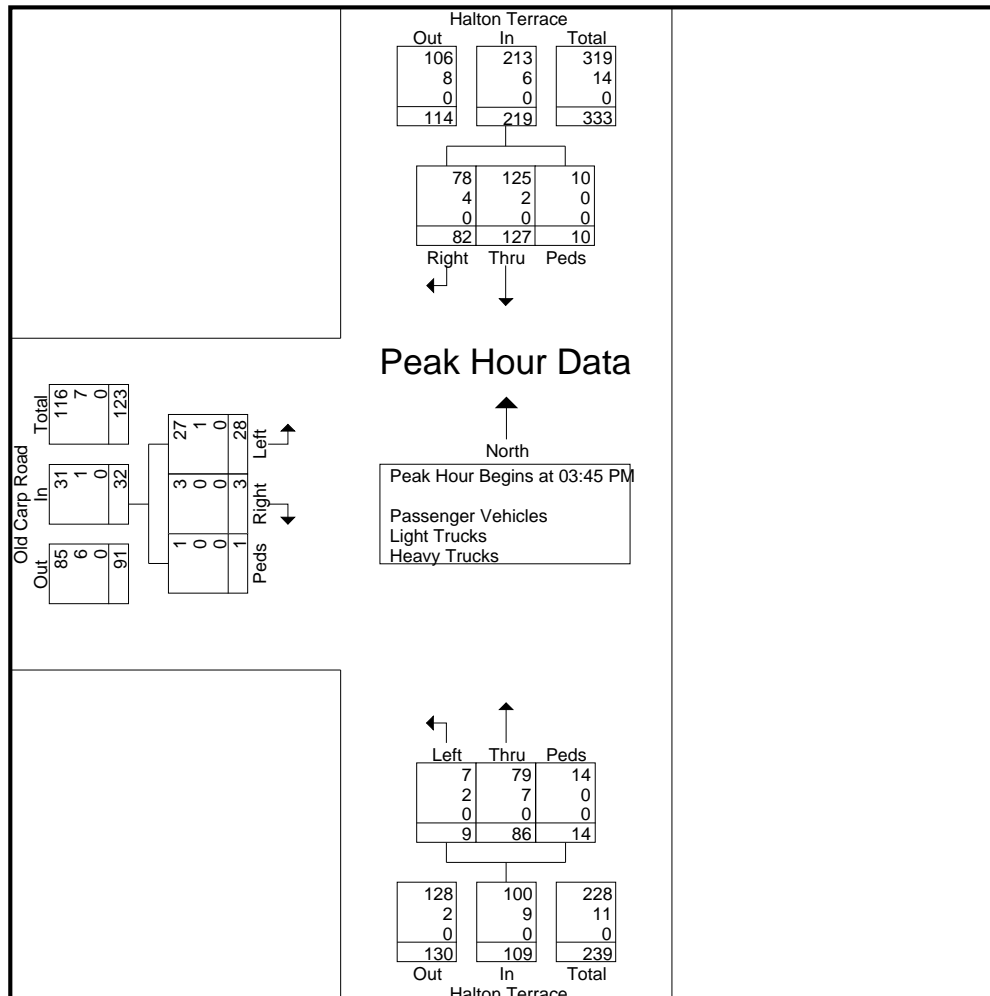 Halton Terrace
Out In Total
106 213 319
8 6 14
0 0 0
114 219 333
78 125 10
4 2 0
0 0 0
82 127 10
Right Thru Peds
Peak Hour Data
North
Peak Hour Begins at 03:45 PM
Passenger Vehicles
Light Trucks
Heavy Trucks
Old Carp Road
Out In Total
85 31 116
6 1 7
0 0 0
91 32 123
1 3 27
0 0 1
0 0 0
1 3 28
Peds Right Left
Left Thru Peds
7 79 14
2 7 0
0 0 0
9 86 14
128 100 228
2 9 11
0 0 0
130 109 239
Out In Total
Halton Terrace